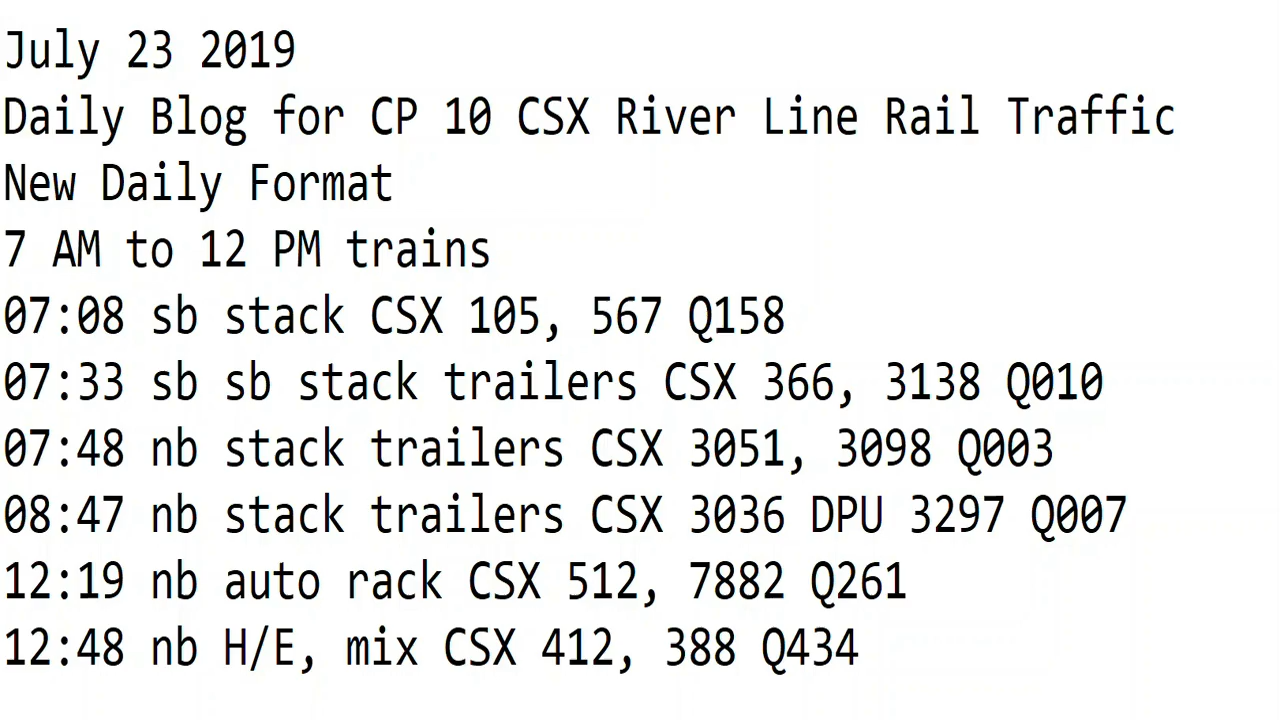 July 23 2019
Daily Blog for CP 10 CSX River Line Rail Traffic
New Daily Format
7 AM to 12 PM trains
07:08 sb stack CSX 105, 567 Q158
07:33 sb sb stack trailers CSX 366, 3138 Q010
07:48 nb stack trailers CSX 3051, 3098 Q003
08:47 nb stack trailers CSX 3036 DPU 3297 Q007
12:19 nb auto rack CSX 512, 7882 Q261
12:48 nb H/E, mix CSX 412, 388 Q434